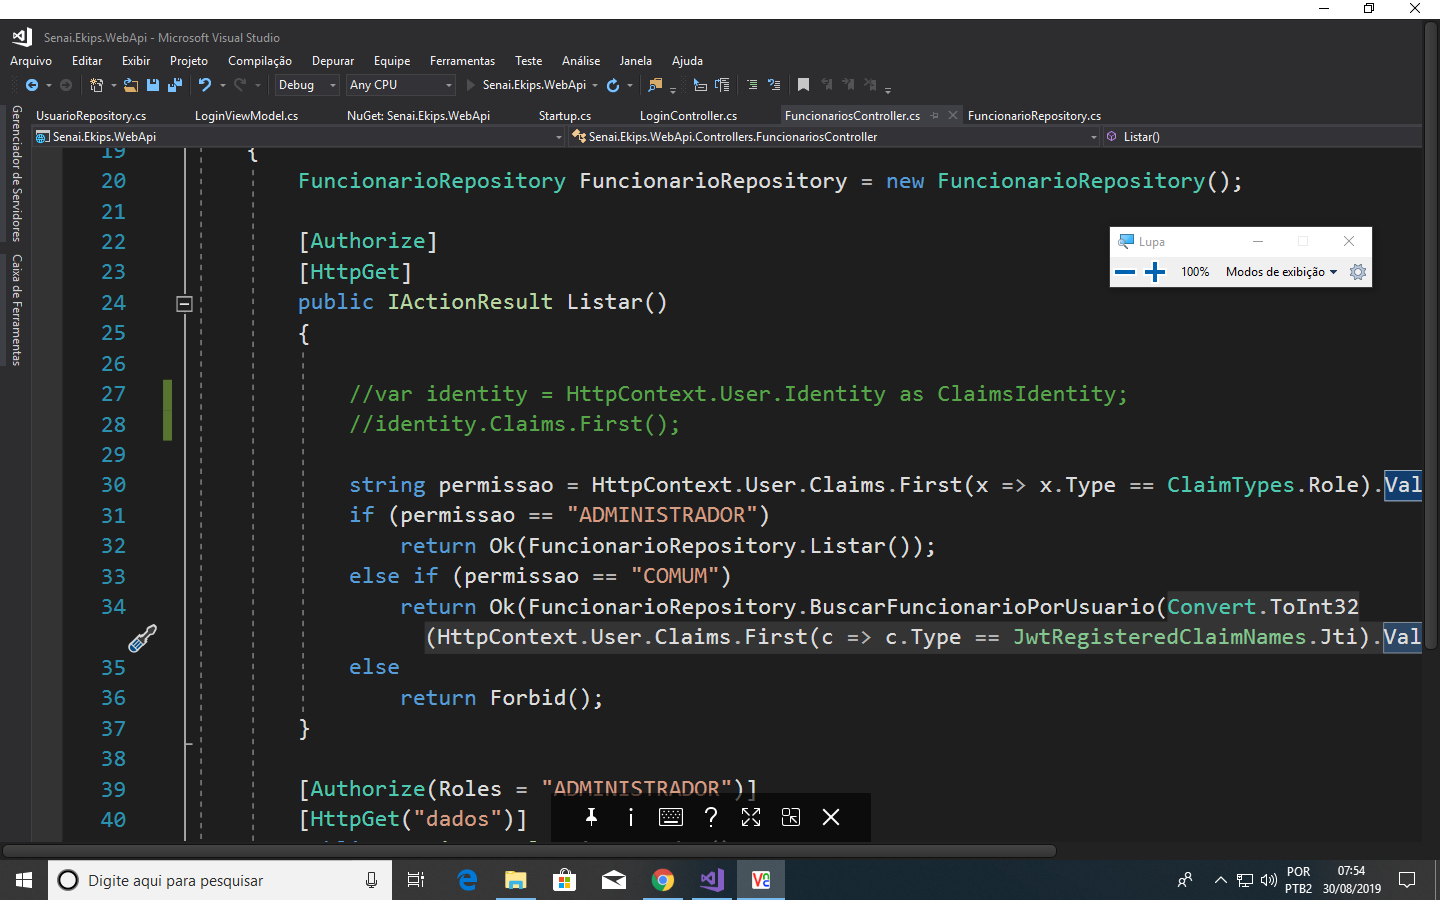 Senai.Ekips.WebApi - Microsoft Visual Studio
Arquivo Editar Exibir Projeto Compilação Depurar Equipe Ferramentas Teste Análise Janela Ajuda
Debug Any CPU Senai.Ekips.WebApi
UsuarioRepository.cs LoginViewModel.cs NuGet: Senai.Ekips.WebApi Startup.cs LoginController.cs FuncionariosController.cs FuncionarioRepository.cs
Senai.Ekips.WebApi Senai.Ekips.WebApi.Controllers.FuncionariosController Listar()
Gerenciador de Servidores
Caixa de Ferramentas
19 {
20 FuncionarioRepository FuncionarioRepository = new FuncionarioRepository();
21
22 [Authorize]
23 [HttpGet]
24 public IActionResult Listar()
25 {
26
27 //var identity = HttpContext.User.Identity as ClaimsIdentity;
28 //identity.Claims.First();
29
30 string permissao = HttpContext.User.Claims.First(x => x.Type == ClaimTypes.Role).Val
31 if (permissao == "ADMINISTRADOR")
32 return Ok(FuncionarioRepository.Listar());
33 else if (permissao == "COMUM")
34 return Ok(FuncionarioRepository.BuscarFuncionarioPorUsuario(Convert.ToInt32
(HttpContext.User.Claims.First(c => c.Type == JwtRegisteredClaimNames.Jti).Val
35 else
36 return Forbid();
37 }
38
39 [Authorize(Roles = "ADMINISTRADOR")]
40 [HttpGet("dados")]
Lupa
100% Modos de exibição
Digite aqui para pesquisar
POR
PTB2
07:54
30/08/2019